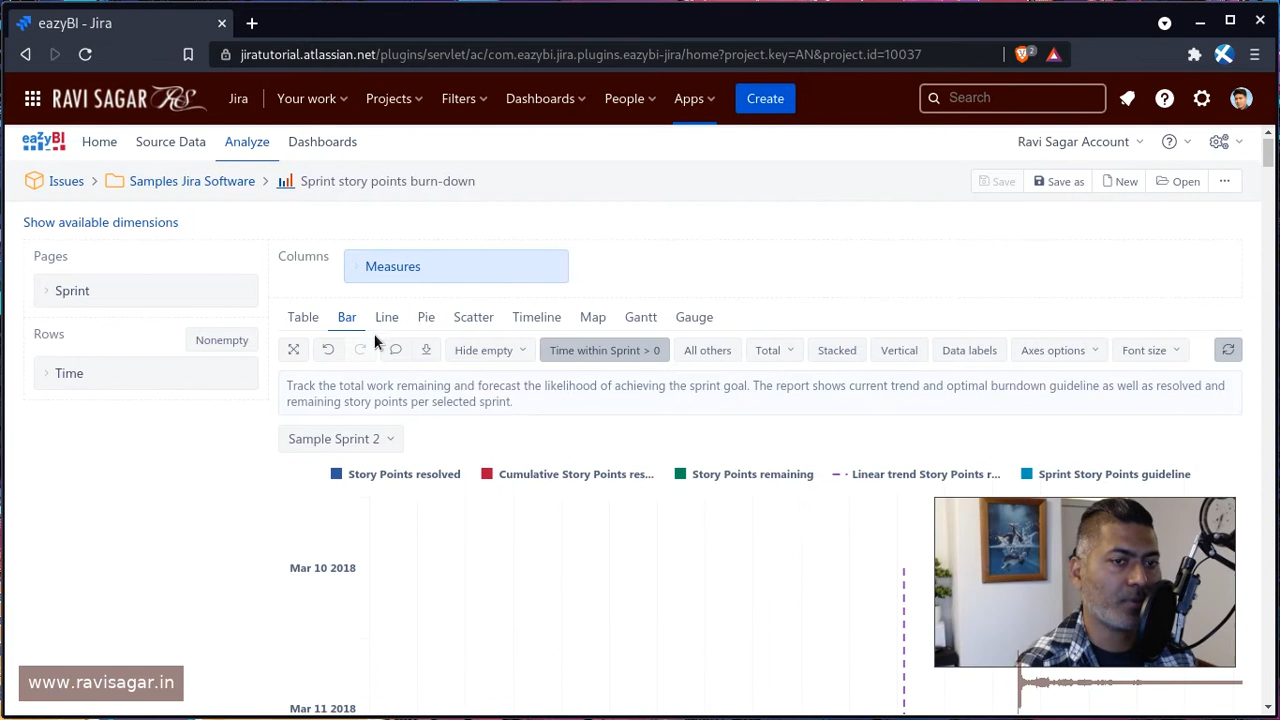 eazyBI - Jira
jiratutorial.atlassian.net/plugins/servlet/ac/com.eazybi.jira.plugins.eazybi-jira/home?project.key=AN&project.id=10037
2
RAVI SAGAR RS
Jira
Your work
Projects
Filters
Dashboards
People
Apps
Create
Search
eazyBI
Home
Source Data
Analyze
Dashboards
Ravi Sagar Account
Issues
Samples Jira Software
Sprint story points burn-down
Save
Save as
New
Open
Show available dimensions
Pages
Sprint
Rows
Nonempty
Time
Columns
Measures
Table
Bar
Line
Pie
Scatter
Timeline
Map
Gantt
Gauge
Hide empty
Time within Sprint > 0
All others
Total
Stacked
Vertical
Data labels
Axes options
Font size
Track the total work remaining and forecast the likelihood of achieving the sprint goal. The report shows current trend and optimal burndown guideline as well as resolved and
remaining story points per selected sprint.
Sample Sprint 2
Story Points resolved
Cumulative Story Points res...
Story Points remaining
Linear trend Story Points r...
Sprint Story Points guideline
Mar 10 2018
Mar 11 2018
www.ravisagar.in